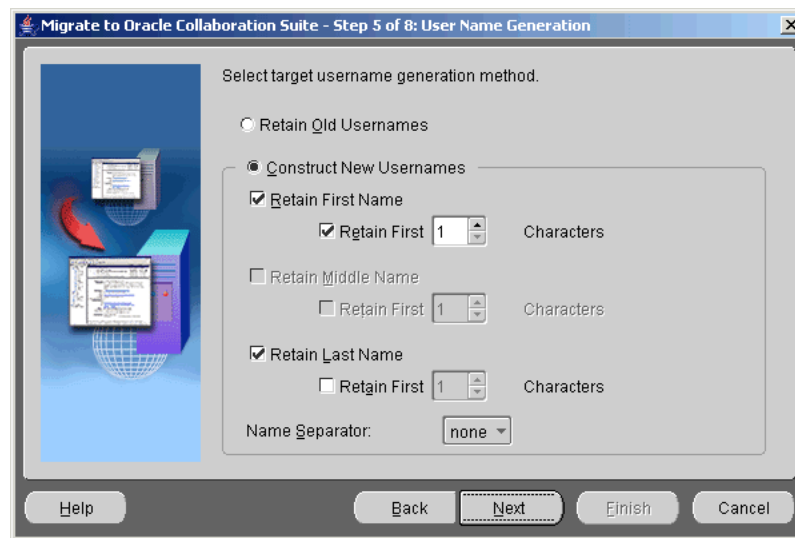 Migrate to Oracle Collaboration Suite - Step 5 of 8: User Name Generation
Select target username generation method.
Retain Old Usernames
Construct New Usernames
Retain First Name
Retain First 1 Characters
Retain Middle Name
Retain First 1 Characters
Retain Last Name
Retain First 1 Characters
Name Separator: none
Help Back Next Finish Cancel